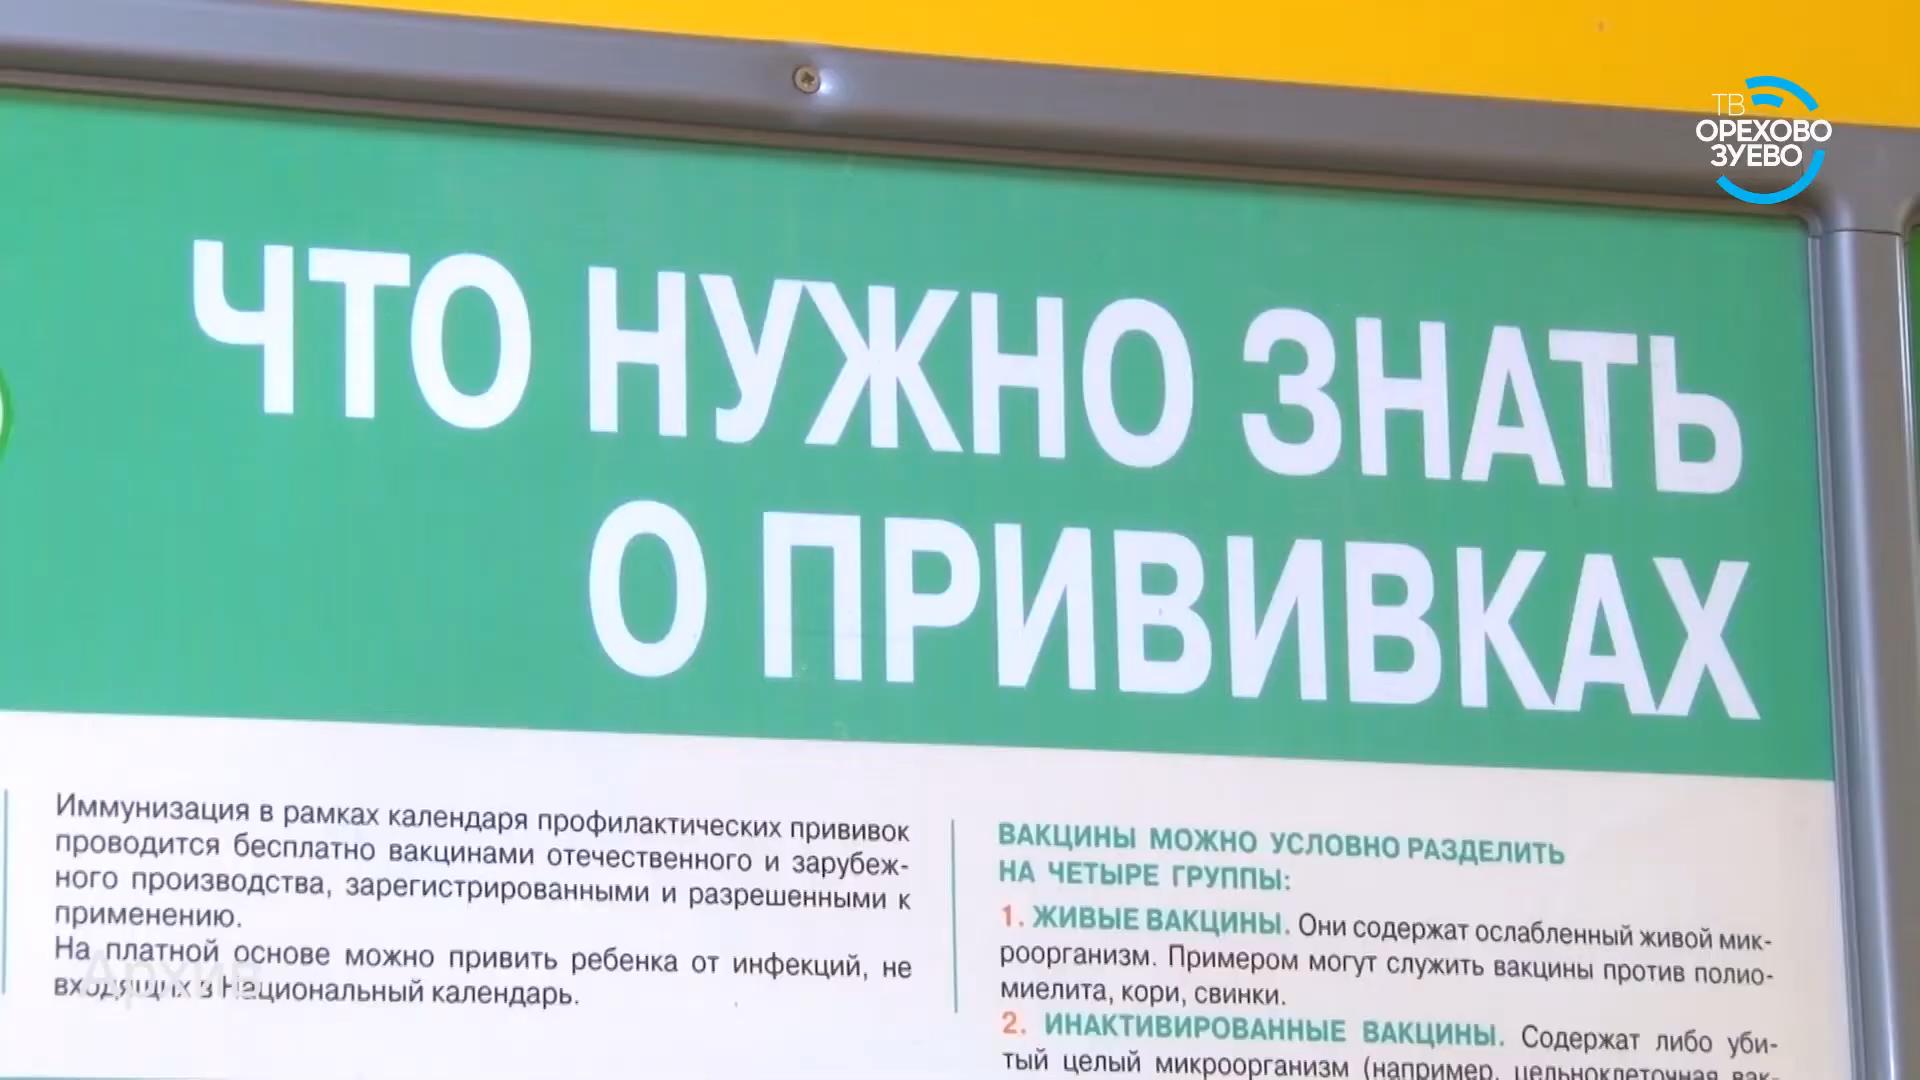 ТВ
ОРЕХОВО
ЗУЕВО
ЧТО НУЖНО ЗНАТЬ
О ПРИВИВКАХ
Иммунизация в рамках календаря профилактических прививок
проводится бесплатно вакцинами отечественного и зарубеж-
ного производства, зарегистрированными и разрешенными к
применению.
На платной основе можно привить ребенка от инфекций, не
входящих в Национальный календарь.
Архив
ВАКЦИНЫ МОЖНО УСЛОВНО РАЗДЕЛИТЬ
НА ЧЕТЫРЕ ГРУППЫ:
1. ЖИВЫЕ ВАКЦИНЫ. Они содержат ослабленный живой мик-
роорганизм. Примером могут служить вакцины против полио-
миелита, кори, свинки.
2. ИНАКТИВИРОВАННЫЕ ВАКЦИНЫ. Содержат либо уби-
тый целый микроорганизм (например, цельноклеточная вак-